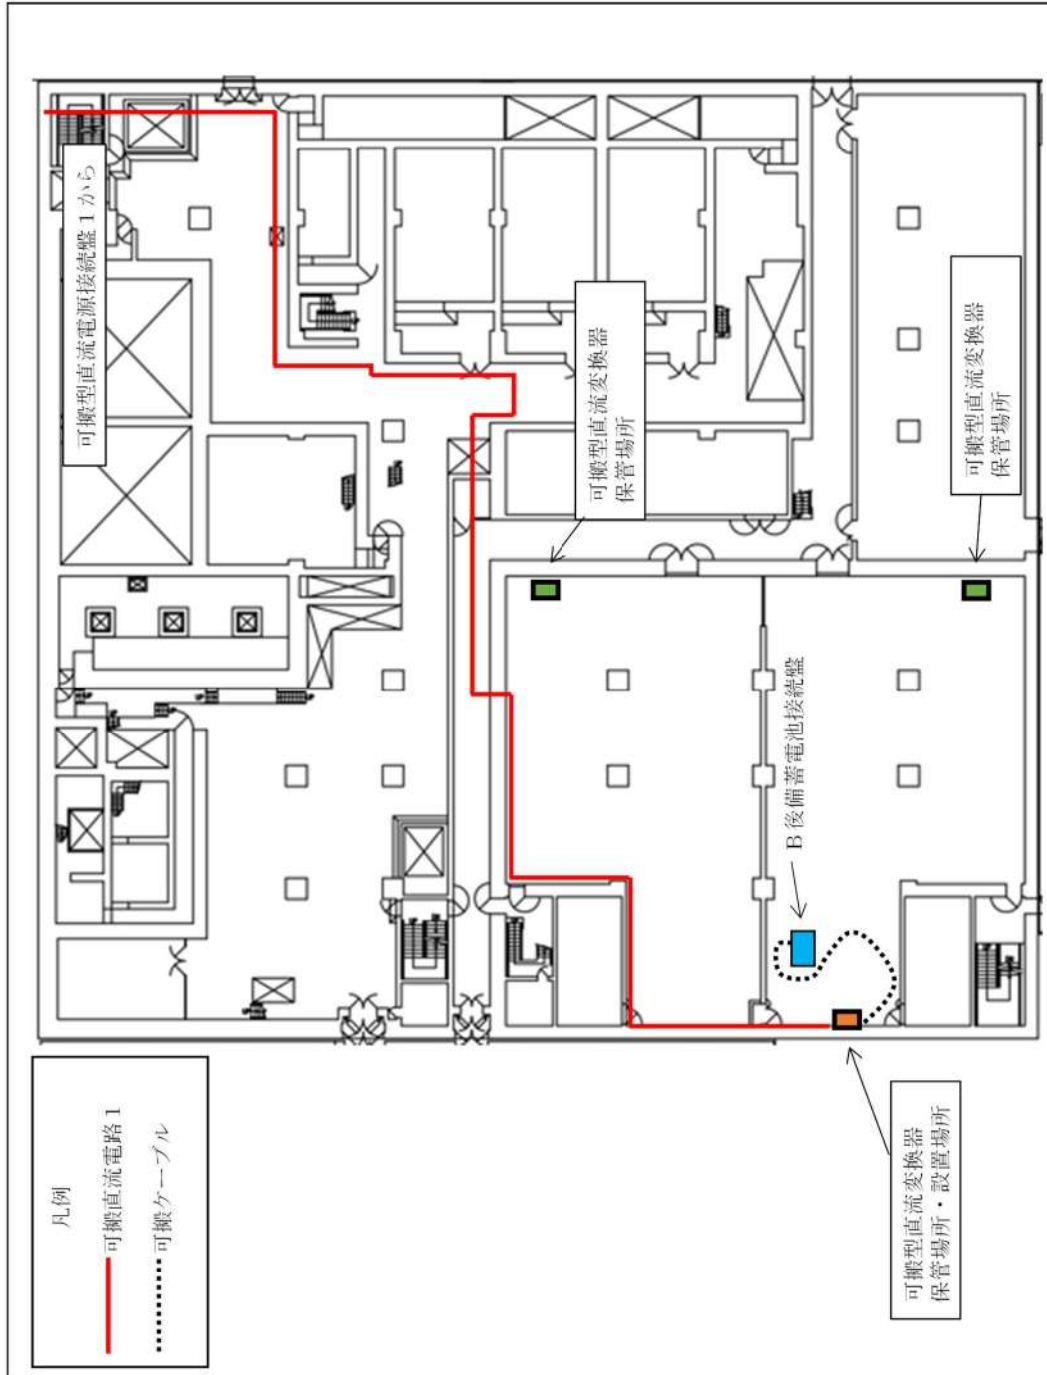 凡例
可搬直流電路1
可搬ケーブル
可搬型直流電源接続盤1から
可搬型直流変換器
保管場所
可搬型直流変換器
保管場所
B後備蓄電池接続盤
可搬型直流変換器
保管場所・設置場所